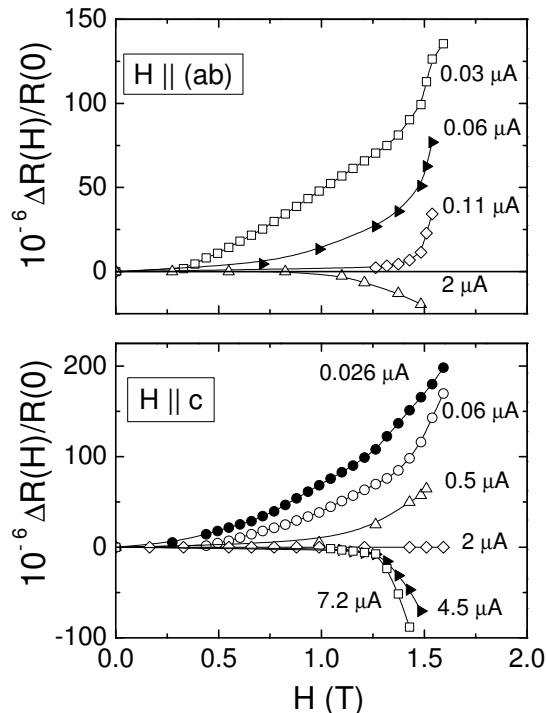 150
100
50
0
10⁻⁶ ΔR(H)/R(0)
H || (ab)
0.03 μA
0.06 μA
0.11 μA
2 μA
200
100
0
-100
10⁻⁶ ΔR(H)/R(0)
H || c
0.026 μA
0.06 μA
0.5 μA
2 μA
7.2 μA
4.5 μA
0.0 0.5 1.0 1.5 2.0
H (T)